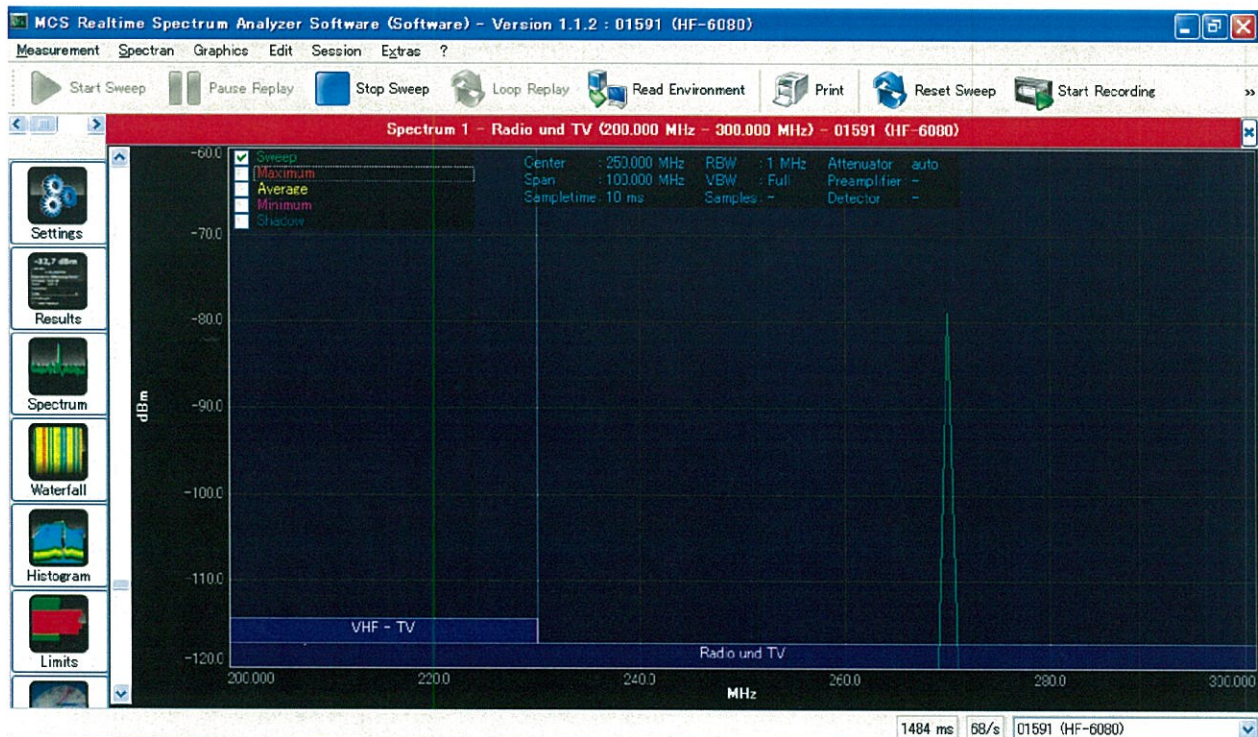 MCS Realtime Spectrum Analyzer Software (Software) - Version 1.1.2 : 01591 (HF-6080)
Measurement Spectran Graphics Edit Session Extras ?
Start Sweep Pause Replay Stop Sweep Loop Replay Read Environment Print Reset Sweep Start Recording »
Spectrum 1 - Radio und TV (200.000 MHz - 300.000 MHz) - 01591 (HF-6080)
Settings
-33,7 dBm
Results
Spectrum
Waterfall
Histogram
Limits
Sweep
Maximum
Average
Minimum
Shadow
Center : 250.000 MHz RBW : 1 MHz Attenuator auto
Span : 100.000 MHz VBW : Full Preamplifier -
Sampletime: 10 ms Samples: - Detector -
-60.0
-70.0
-80.0
-90.0
-100.0
-110.0
-120.0
dBm
VHF - TV
Radio und TV
200.000 220.0 240.0 260.0 280.0 300.000
MHz
1484 ms 68/s 01591 (HF-6080)